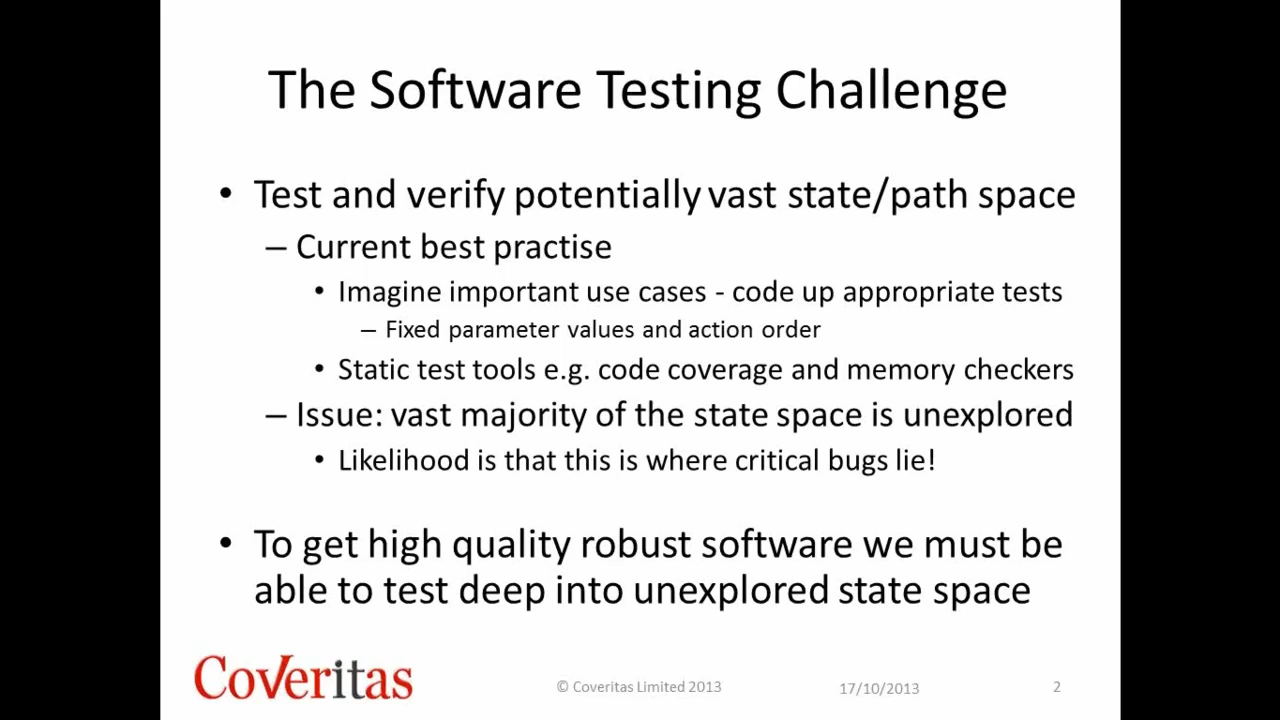 The Software Testing Challenge
• Test and verify potentially vast state/path space
– Current best practise
• Imagine important use cases - code up appropriate tests
– Fixed parameter values and action order
• Static test tools e.g. code coverage and memory checkers
– Issue: vast majority of the state space is unexplored
• Likelihood is that this is where critical bugs lie!
• To get high quality robust software we must be
able to test deep into unexplored state space
Coveritas
© Coveritas Limited 2013
17/10/2013
2